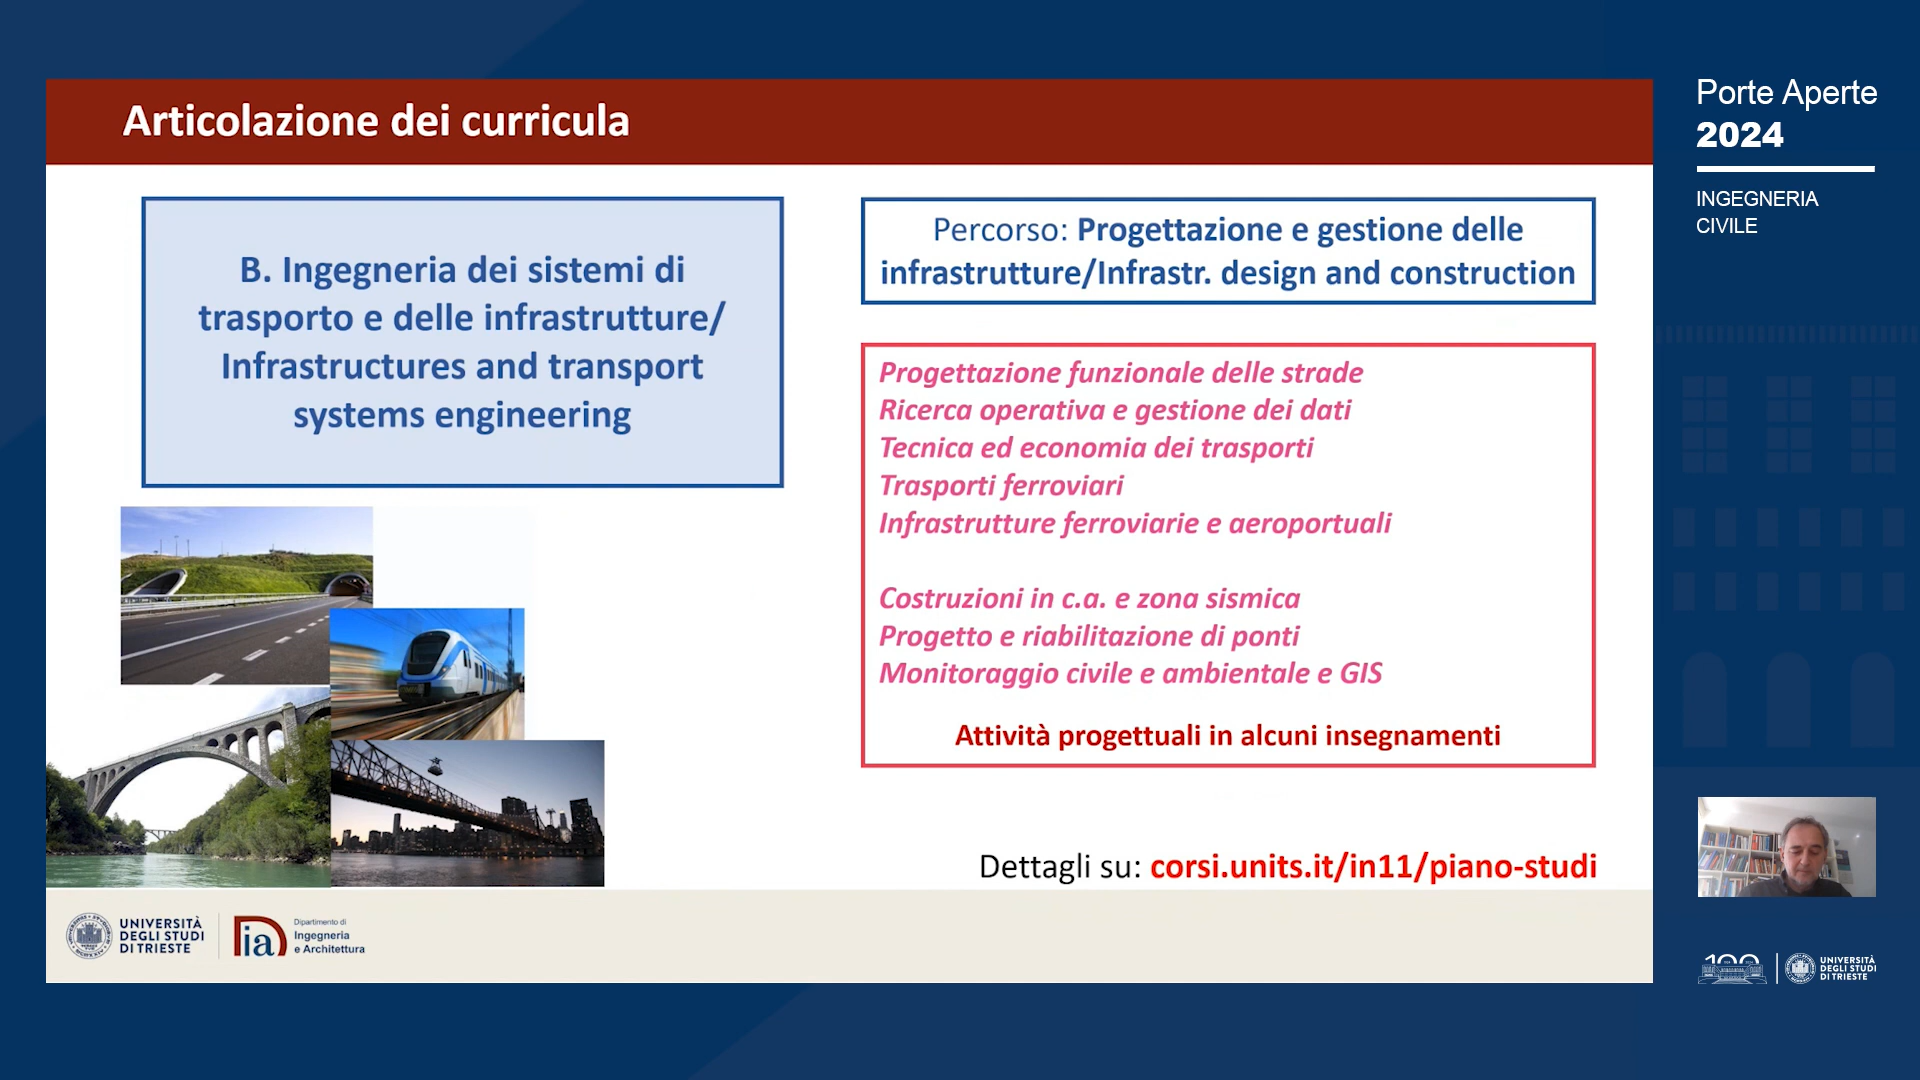 Articolazione dei curricula
B. Ingegneria dei sistemi di
trasporto e delle infrastrutture/
Infrastructures and transport
systems engineering
Percorso: Progettazione e gestione delle
infrastrutture/Infrastr. design and construction
Progettazione funzionale delle strade
Ricerca operativa e gestione dei dati
Tecnica ed economia dei trasporti
Trasporti ferroviari
Infrastrutture ferroviarie e aeroportuali
Costruzioni in c.a. e zona sismica
Progetto e riabilitazione di ponti
Monitoraggio civile e ambientale e GIS
Attività progettuali in alcuni insegnamenti
Dettagli su: corsi.units.it/in11/piano-studi
UNIVERSITÀ
DEGLI STUDI
DI TRIESTE
dia
Dipartimento di
Ingegneria
e Architettura
Porte Aperte
2024
INGEGNERIA
CIVILE
100
UNIVERSITÀ
DEGLI STUDI
DI TRIESTE